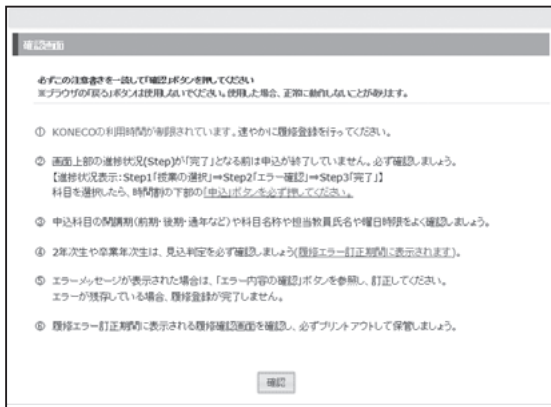 確認画面
必ずこの注意書きを一読して「確認」ボタンを押してください
※ブラウザの「戻る」ボタンは使用しないでください。使用した場合、正常に動作しないことがあります。
① KONECOの利用時間が制限されています。速やかに履修登録を行ってください。
② 画面上部の進捗状況(Step)が「完了」となる前は申込が終了していません。必ず確認しましょう。
【進捗状況表示:Step1「授業の選択」⇒Step2「エラー確認」⇒Step3「完了」】
科目を選択したら、時間割の下部の「申込」ボタンを必ず押してください。
③ 申込科目の開講期(前期・後期・通年など)や科目名称や担当教員氏名や曜日時限をよく確認しましょう。
④ 2年次生や卒業年次生は、見込判定を必ず確認しましょう(履修エラー訂正期間に表示されます)。
⑤ エラーメッセージが表示された場合は、「エラー内容の確認」ボタンを参照し、訂正してください。
エラーが残存している場合、履修登録が完了しません。
⑥ 履修エラー訂正期間に表示される履修確認画面を確認し、必ずプリントアウトして保管しましょう。
確認